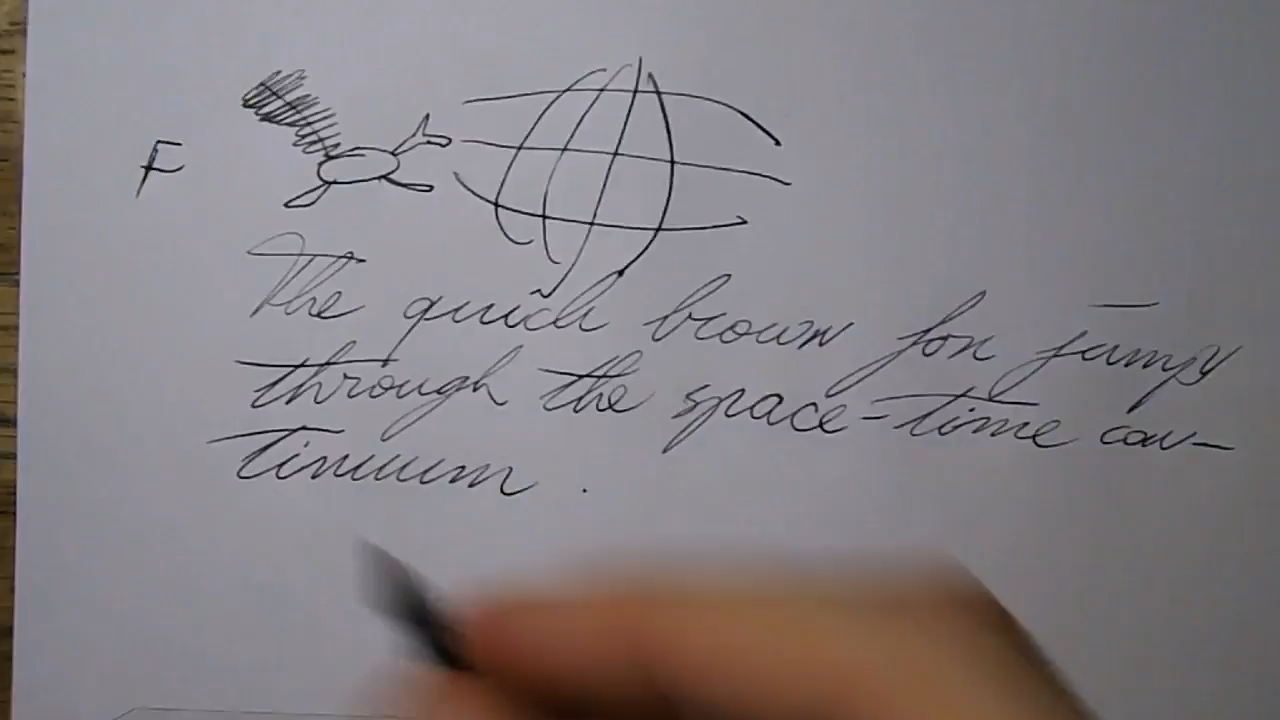 F
The quick brown fox jumps
through the space-time con-
tinuum.